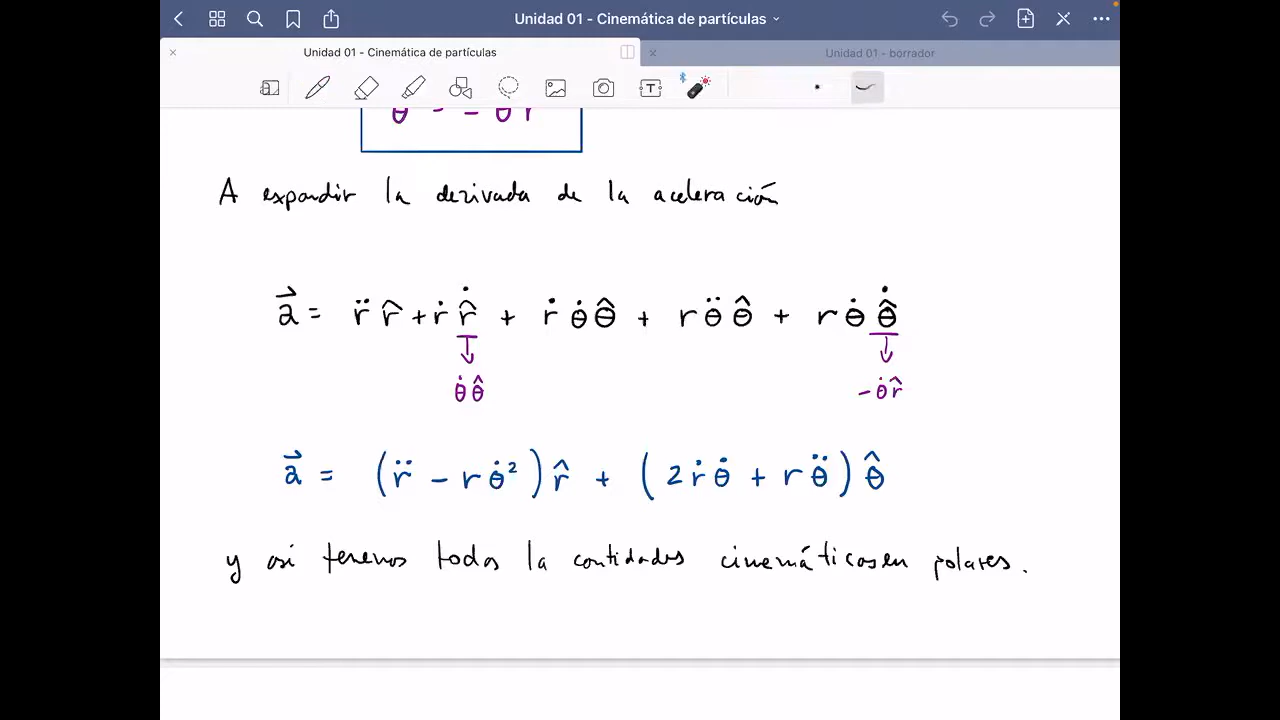 Unidad 01 - Cinemática de partículas
Unidad 01 - Cinemática de partículas
Unidad 01 - borrador
T
θ̂̇ = - θ̇ r̂
A expandir la derivada de la aceleración
a⃗ = r̈ r̂ + ṙ r̂̇ + ṙ θ̇ θ̂ + r θ̈ θ̂ + r θ̇ θ̂̇
θ̇ θ̂ - θ̇ r̂
a⃗ = (r̈ - r θ̇²) r̂ + (2 ṙ θ̇ + r θ̈) θ̂
y así tenemos todas la cantidades cinemáticas en polares.